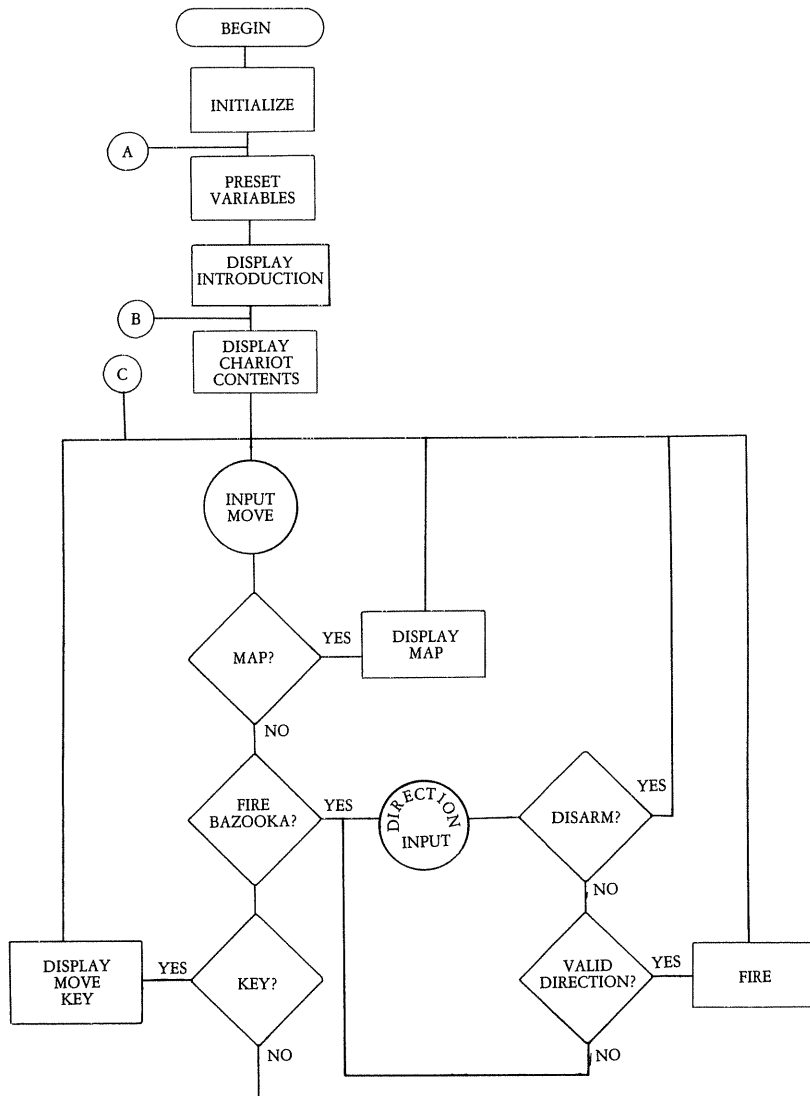 BEGIN
INITIALIZE
A
PRESET
VARIABLES
DISPLAY
INTRODUCTION
B
DISPLAY
CHARIOT
CONTENTS
C
INPUT
MOVE
MAP?
YES
DISPLAY
MAP
NO
FIRE
BAZOOKA?
YES
DIRECTION
INPUT
DISARM?
YES
NO
DISPLAY
MOVE
KEY
YES
KEY?
NO
VALID
DIRECTION?
YES
FIRE
NO